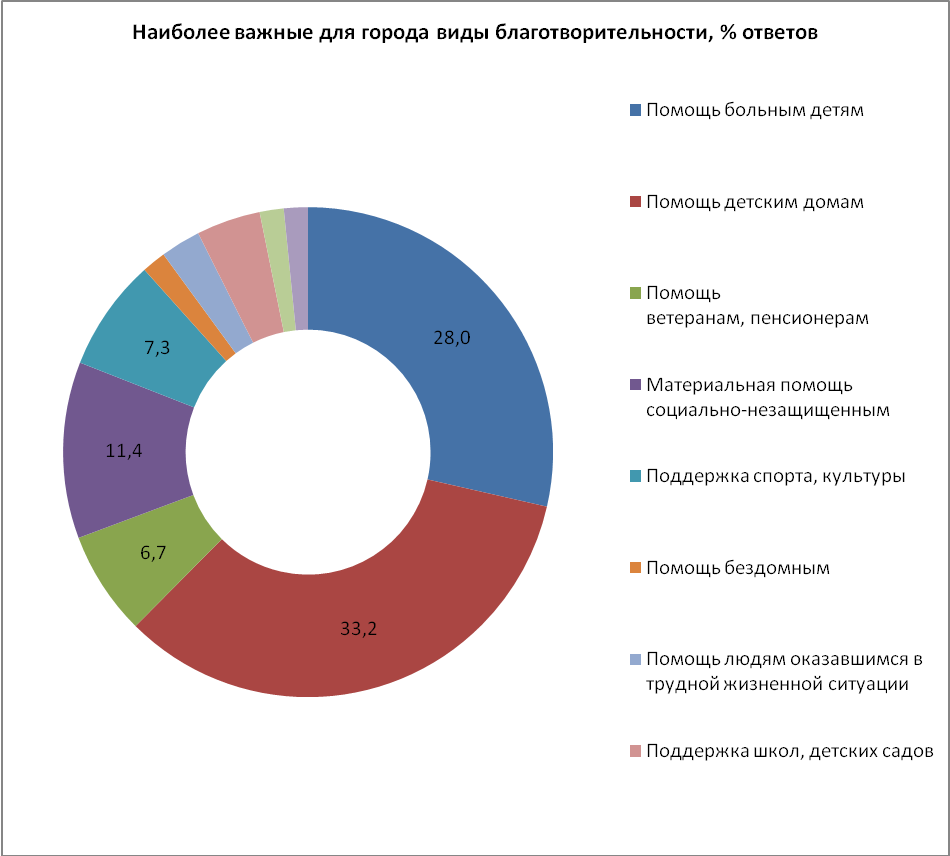 Наиболее важные для города виды благотворительности, % ответов
Помощь больным детям
Помощь детским домам
Помощь
ветеранам, пенсионерам
Материальная помощь
социально-незащищенным
Поддержка спорта, культуры
Помощь бездомным
Помощь людям оказавшимся в
трудной жизненной ситуации
Поддержка школ, детских садов
28,0
33,2
6,7
11,4
7,3